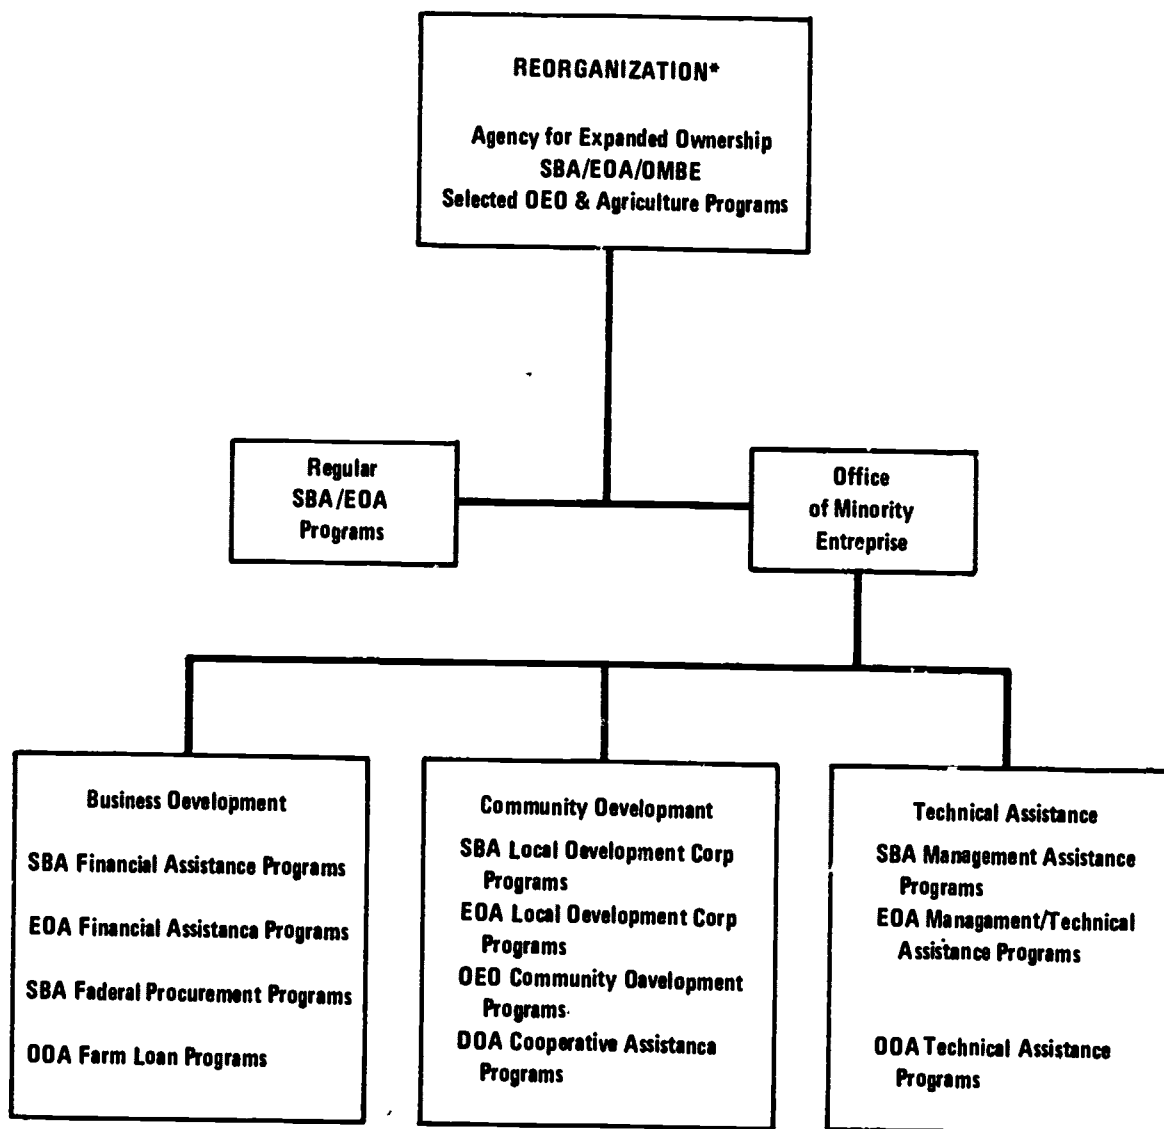 REORGANIZATION*
Agency for Expanded Ownership
SBA/EOA/OMBE
Selected OEO & Agriculture Programs
Regular
SBA/EOA
Programs
Office
of Minority
Entreprise
Business Oevelopment
SBA Financial Assistance Programs
EOA Financial Assistanca Programs
SBA Faderal Procurement Programs
OOA Farm Loan Programs
Community Oevelopmant
SBA Local Oevelopment Corp
Programs
EOA Local Oevelopment Corp
Programs
OEO Community Oavelopment
Programs
DOA Cooperative Assistanca
Programs
Technical Assistance
SBA Management Assistance
Programs
EOA Managament/Technical
Assistance Programs
OOA Technical Assistance
Programs